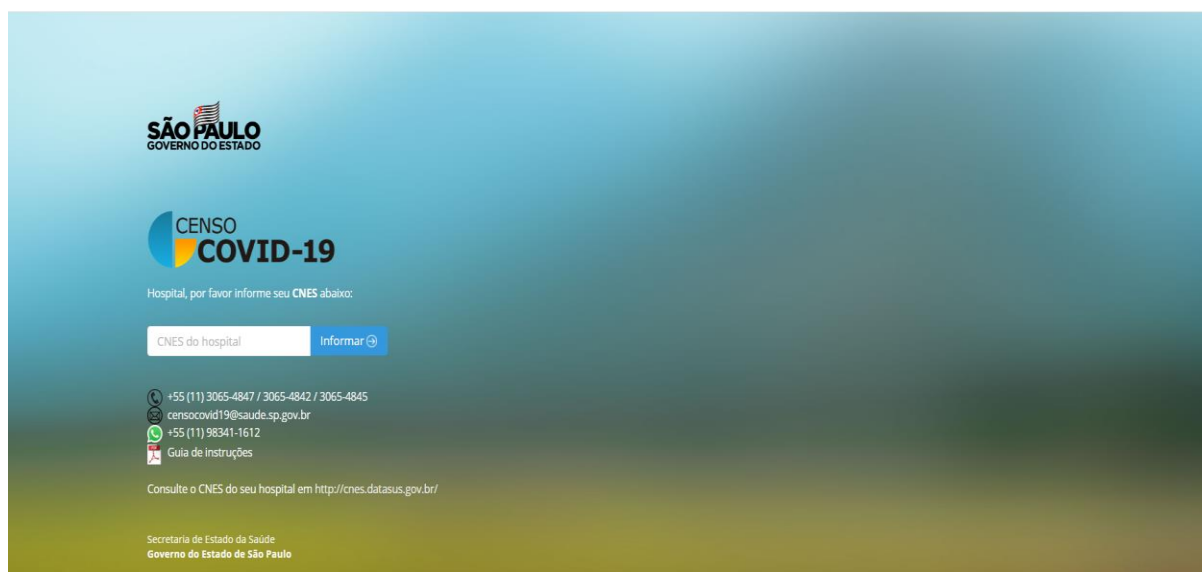 SÃO PAULO
GOVERNO DO ESTADO
CENSO
COVID-19
Hospital, por favor informe seu CNES abaixo:
CNES do hospital
Informar
+55 (11) 3065-4847 / 3065-4842 / 3065-4845
censocovid19@saude.sp.gov.br
+55 (11) 98341-1612
Guia de instruções
Consulte o CNES do seu hospital em http://cnes.datasus.gov.br/
Secretaria de Estado da Saúde
Governo do Estado de São Paulo